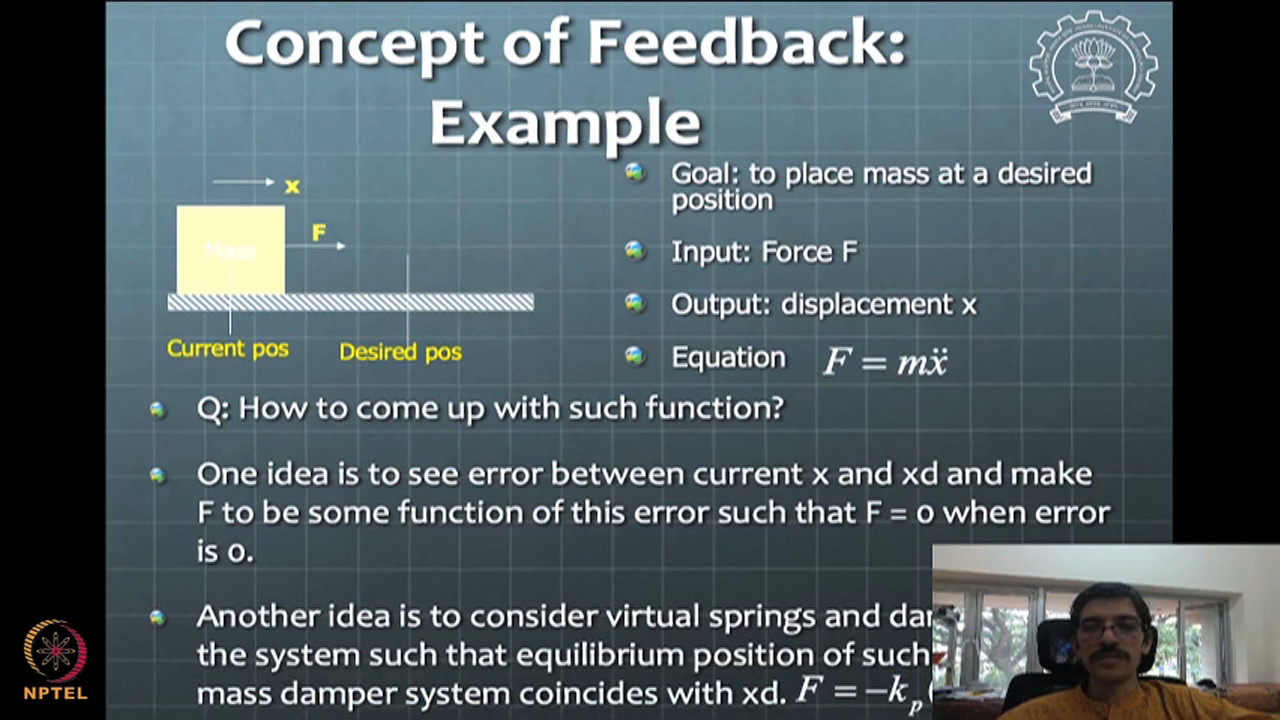 Concept of Feedback:
Example
x
F
Mass
Current pos
Desired pos
Goal: to place mass at a desired
position
Input: Force F
Output: displacement x
Equation F = mẍ
Q: How to come up with such function?
One idea is to see error between current x and xd and make
F to be some function of this error such that F = 0 when error
is 0.
Another idea is to consider virtual springs and
the system such that equilibrium position of such
mass damper system coincides with xd. F = −kₚ(
NPTEL